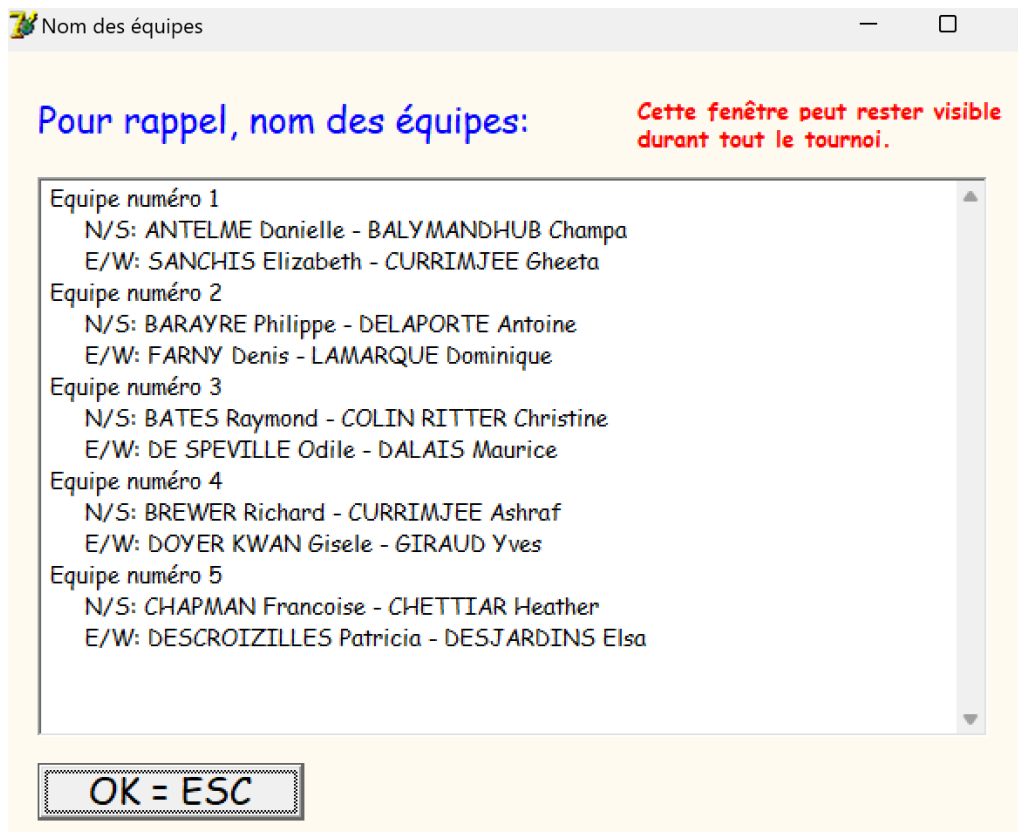 Nom des équipes
Pour rappel, nom des équipes:
Cette fenêtre peut rester visible
durant tout le tournoi.
Equipe numéro 1
N/S: ANTELME Danielle - BALYMANDHUB Champa
E/W: SANCHIS Elizabeth - CURRIMJEE Gheeta
Equipe numéro 2
N/S: BARAYRE Philippe - DELAPORTE Antoine
E/W: FARNY Denis - LAMARQUE Dominique
Equipe numéro 3
N/S: BATES Raymond - COLIN RITTER Christine
E/W: DE SPEVILLE Odile - DALAIS Maurice
Equipe numéro 4
N/S: BREWER Richard - CURRIMJEE Ashraf
E/W: DOYER KWAN Gisele - GIRAUD Yves
Equipe numéro 5
N/S: CHAPMAN Francoise - CHETTIAR Heather
E/W: DESCROIZILLES Patricia - DESJARDINS Elsa
OK = ESC